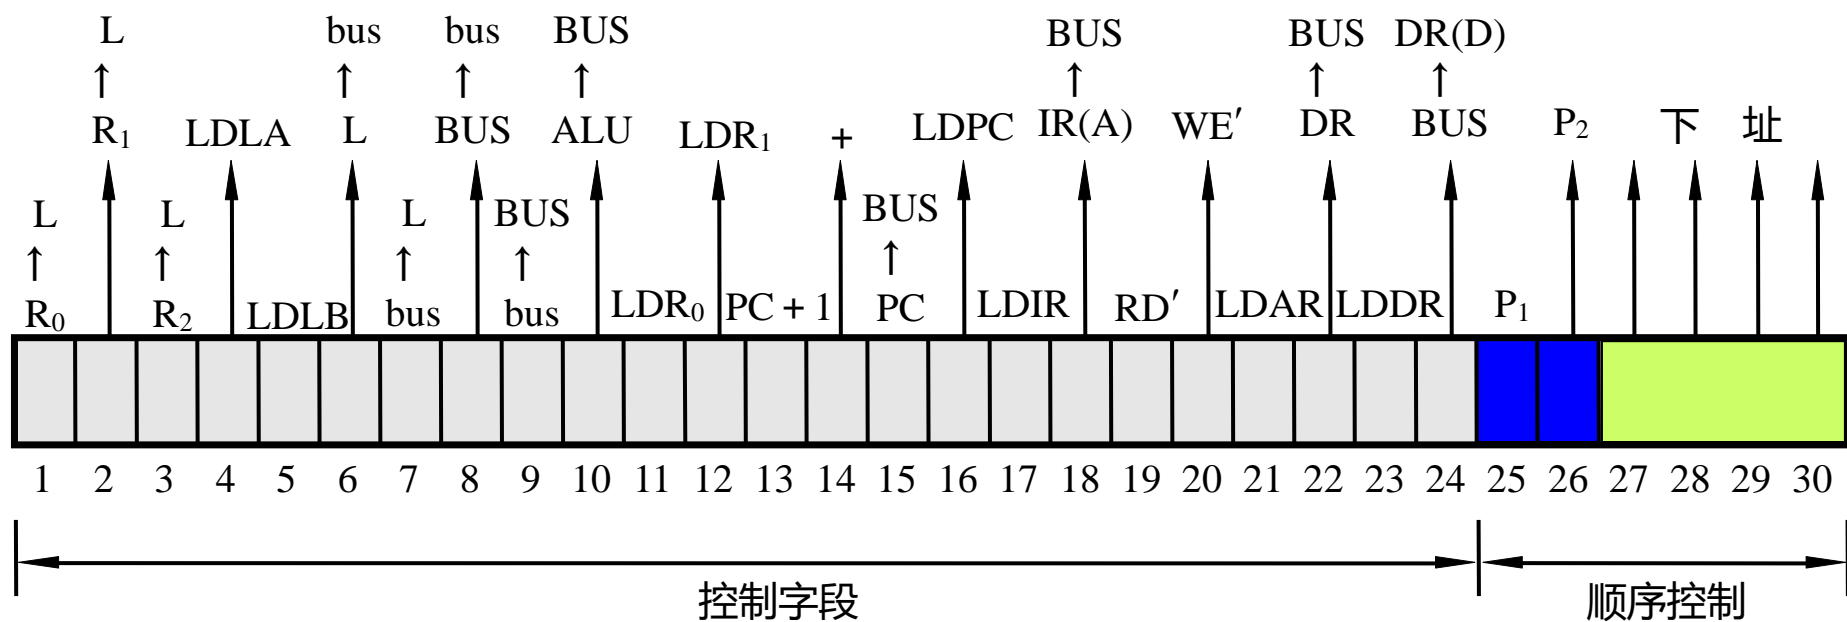 L bus bus BUS BUS BUS DR(D)
↑ ↑ ↑ ↑ ↑ ↑ ↑
R₁ LDLA L BUS ALU LDR₁ + LDPC IR(A) WE′ DR BUS P₂ 下 址
L L L BUS BUS
↑ ↑ ↑ ↑ ↑
R₀ R₂ LDLB bus bus LDR₀ PC + 1 PC LDIR RD′ LDAR LDDR P₁
1 2 3 4 5 6 7 8 9 10 11 12 13 14 15 16 17 18 19 20 21 22 23 24 25 26 27 28 29 30
控制字段 顺序控制